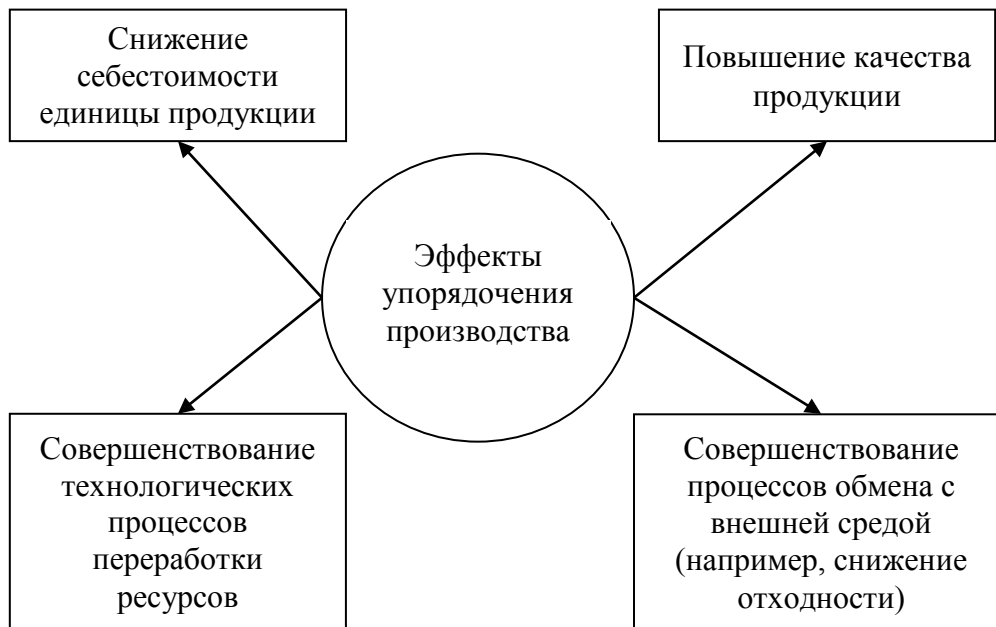 Снижение
себестоимости
единицы продукции
Повышение качества
продукции
Эффекты
упорядочения
производства
Совершенствование
технологических
процессов
переработки
ресурсов
Совершенствование
процессов обмена с
внешней средой
(например, снижение
отходности)